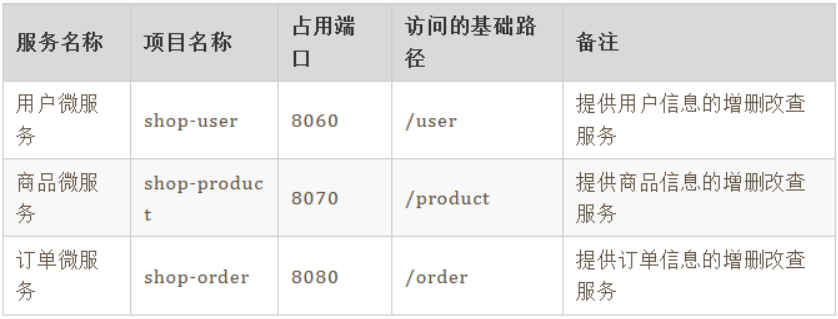 服务名称 项目名称 占用端口 访问的基础路径 备注
用户微服务 shop-user 8060 /user 提供用户信息的增删改查服务
商品微服务 shop-product 8070 /product 提供商品信息的增删改查服务
订单微服务 shop-order 8080 /order 提供订单信息的增删改查服务